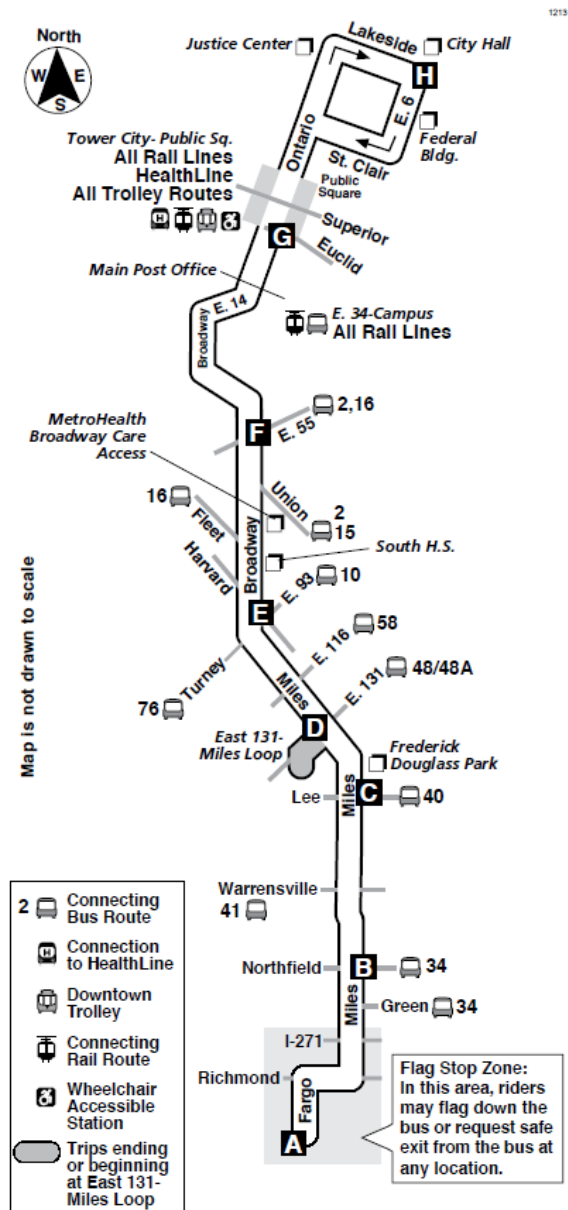 1213
North
W
E
S
Justice Center
Lakeside
City Hall
H
E. 6
Federal
Bldg.
Ontario
St. Clair
Tower City- Public Sq.
All Rail Lines
HealthLine
All Trolley Routes
H
Public
Square
Superior
G
Euclid
Main Post Office
E. 14
Broadway
E. 34-Campus
All Rail Lines
MetroHealth
Broadway Care
Access
F
E. 55
2,16
16
Fleet
Union
2
15
Broadway
South H.S.
Harvard
E. 93
10
E
E. 116
58
Turney
76
Miles
E. 131
48/48A
D
East 131-
Miles Loop
Frederick
Douglass Park
Lee
Miles
C
40
Map is not drawn to scale
Warrensville
41
Northfield
B
34
Miles
Green
34
I-271
Richmond
Fargo
A
Flag Stop Zone:
In this area, riders
may flag down the
bus or request safe
exit from the bus at
any location.
2
Connecting
Bus Route
H
Connection
to HealthLine
Downtown
Trolley
Connecting
Rail Route
Wheelchair
Accessible
Station
Trips ending
or beginning
at East 131-
Miles Loop